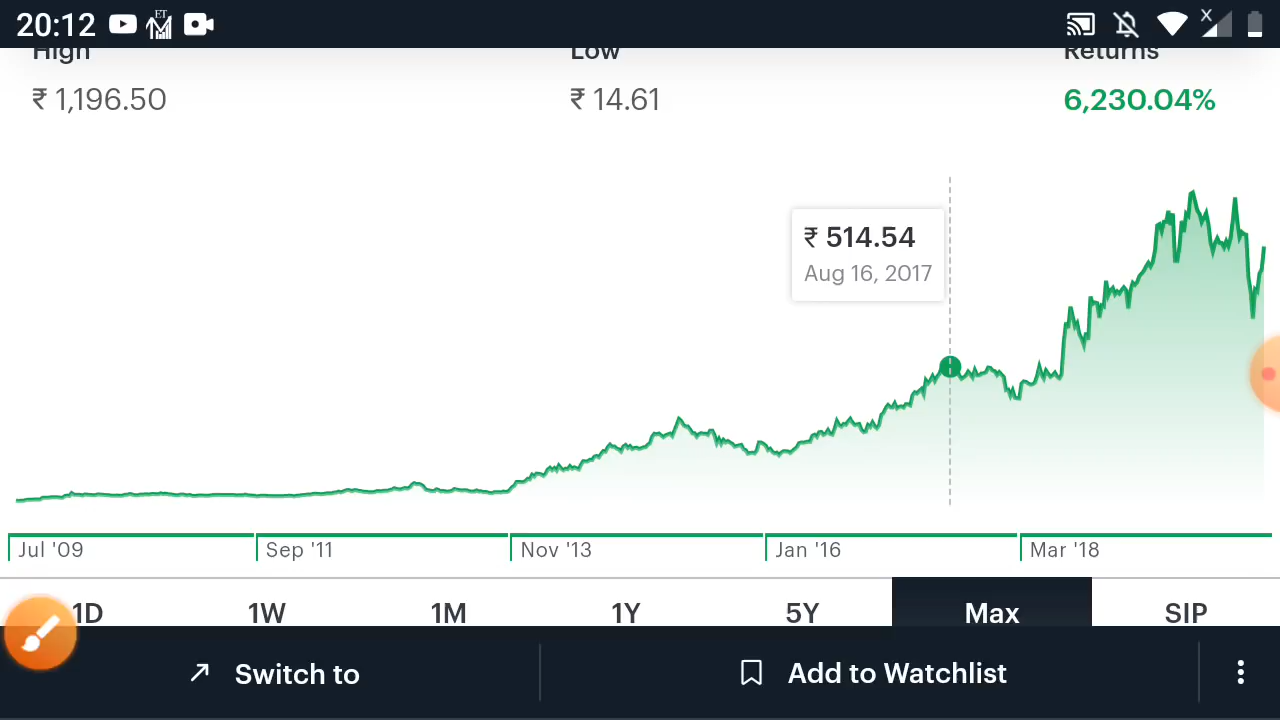 20:12 ET X
High Low Returns
₹ 1,196.50 ₹ 14.61 6,230.04%
₹ 514.54
Aug 16, 2017
Jul '09 Sep '11 Nov '13 Jan '16 Mar '18
1D 1W 1M 1Y 5Y Max SIP
Switch to Add to Watchlist